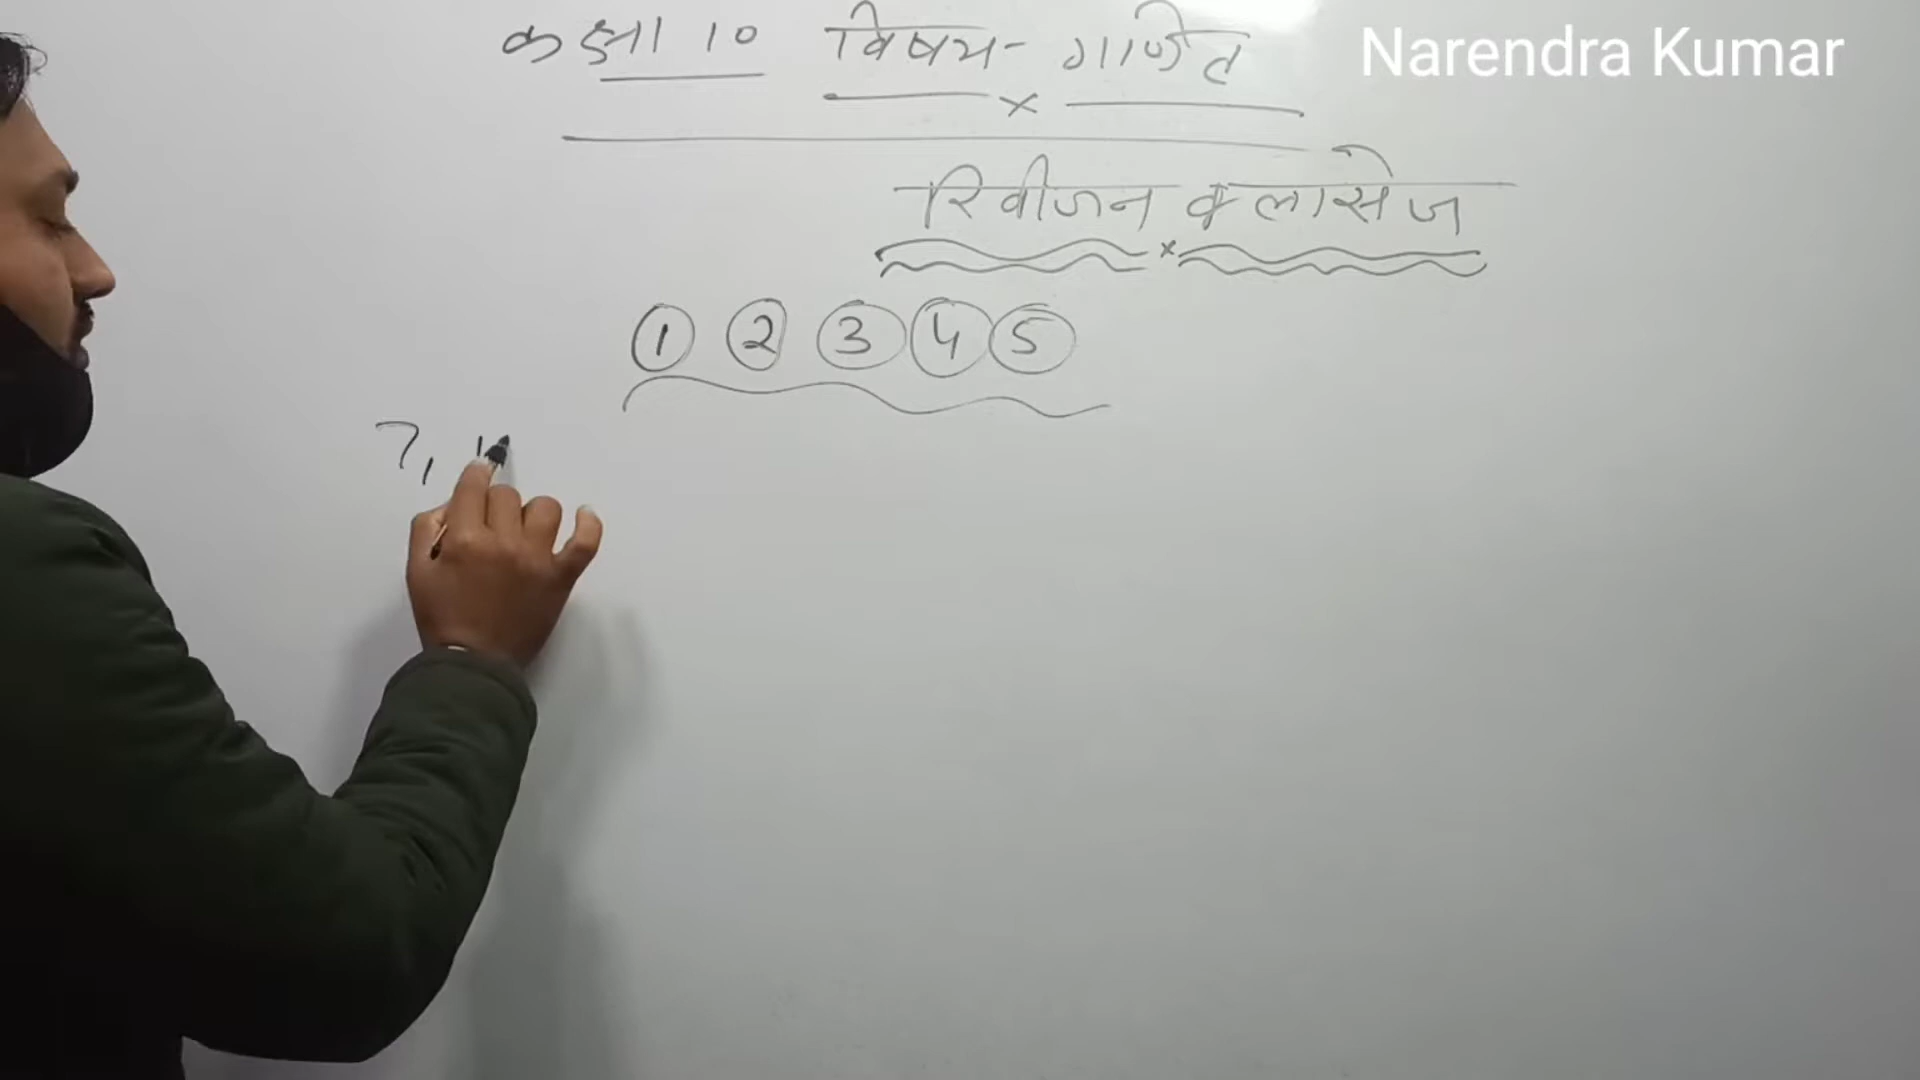 कक्षा 10 विषय - गणित
Narendra Kumar
×
रिवीजन क्लासेज
×
1 2 3 4 5
7,